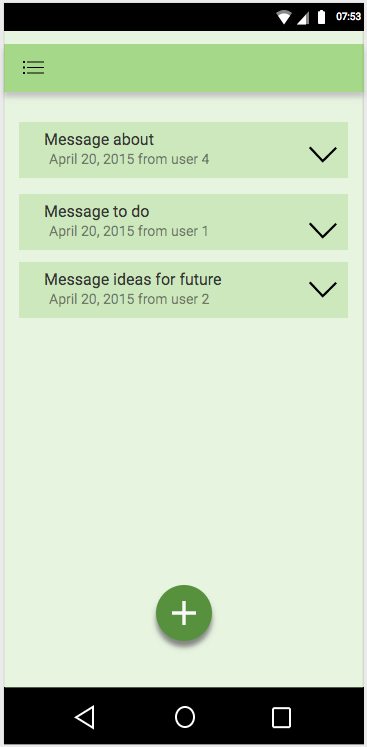 07:53
Message about
April 20, 2015 from user 4
Message to do
April 20, 2015 from user 1
Message ideas for future
April 20, 2015 from user 2